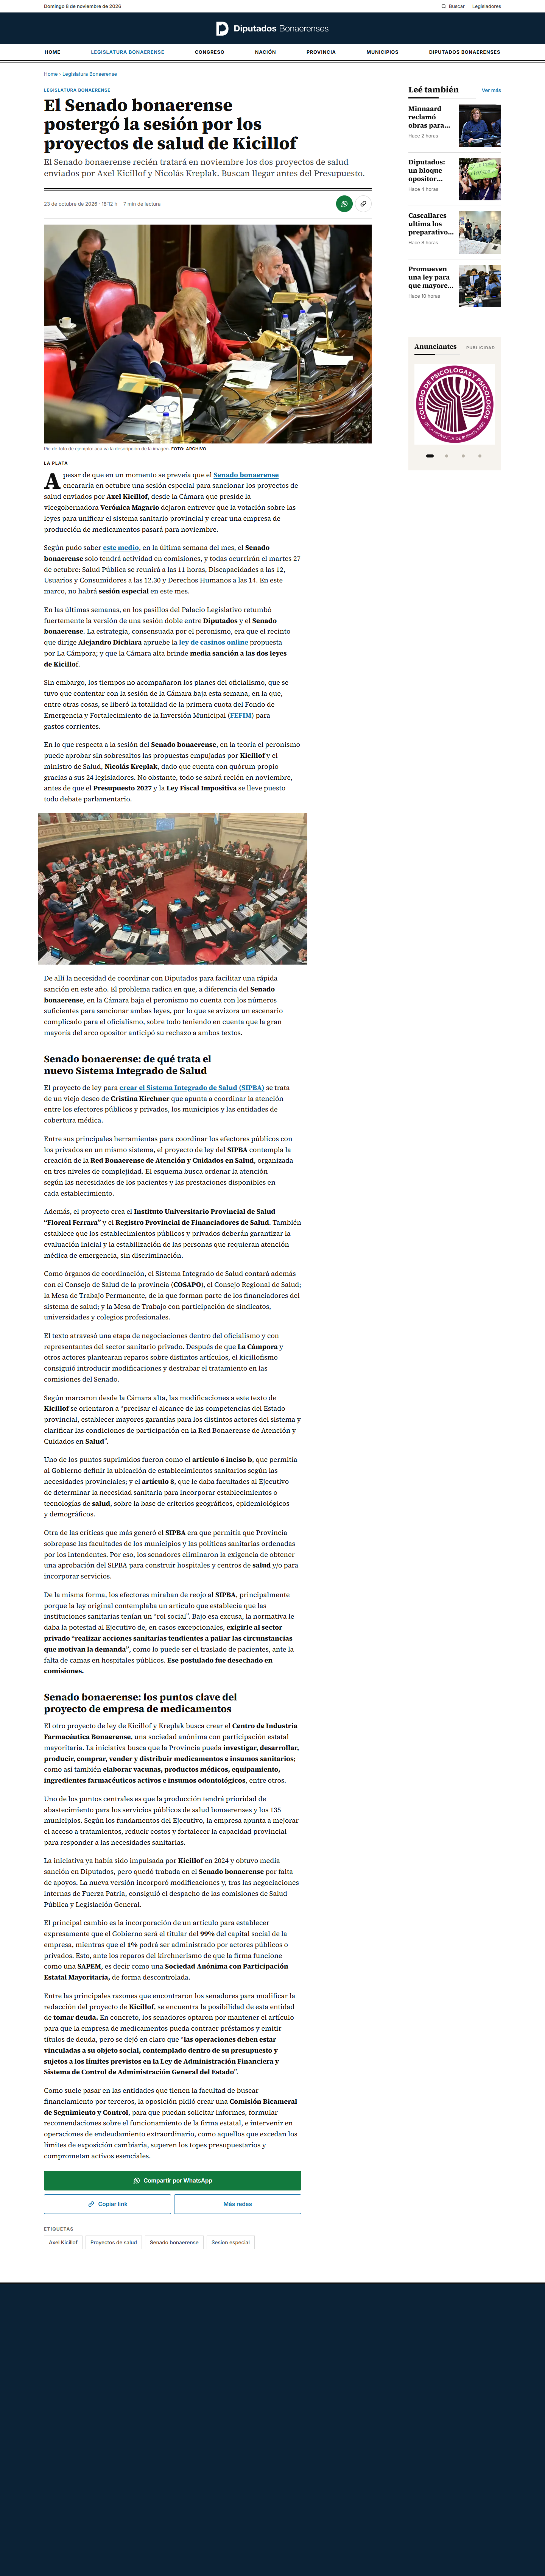 Domingo 8 de noviembre de 2026
Buscar
Legisladores
Diputados Bonaerenses
HOME
LEGISLATURA BONAERENSE
CONGRESO
NACIÓN
PROVINCIA
MUNICIPIOS
DIPUTADOS BONAERENSES
Home › Legislatura Bonaerense
LEGISLATURA BONAERENSE
El Senado bonaerense
postergó la sesión por los
proyectos de salud de Kicillof
El Senado bonaerense recién tratará en noviembre los dos proyectos de salud
enviados por Axel Kicillof y Nicolás Kreplak. Buscan llegar antes del Presupuesto.
23 de octubre de 2026 · 18:12 h
7 min de lectura
Pie de foto de ejemplo: acá va la descripción de la imagen. FOTO: ARCHIVO
LA PLATA
A pesar de que en un momento se preveía que el Senado bonaerense
encararía en octubre una sesión especial para sancionar los proyectos de
salud enviados por Axel Kicillof, desde la Cámara que preside la
vicegobernadora Verónica Magario dejaron entrever que la votación sobre las
leyes para unificar el sistema sanitario provincial y crear una empresa de
producción de medicamentos pasará para noviembre.
Según pudo saber este medio, en la última semana del mes, el Senado
bonaerense solo tendrá actividad en comisiones, y todas ocurrirán el martes 27
de octubre: Salud Pública se reunirá a las 11 horas, Discapacidades a las 12,
Usuarios y Consumidores a las 12.30 y Derechos Humanos a las 14. En este
marco, no habrá sesión especial en este mes.
En las últimas semanas, en los pasillos del Palacio Legislativo retumbó
fuertemente la versión de una sesión doble entre Diputados y el Senado
bonaerense. La estrategia, consensuada por el peronismo, era que el recinto
que dirige Alejandro Dichiara apruebe la ley de casinos online propuesta
por La Cámpora; y que la Cámara alta brinde media sanción a las dos leyes
de Kicillof.
Sin embargo, los tiempos no acompañaron los planes del oficialismo, que se
tuvo que contentar con la sesión de la Cámara baja esta semana, en la que,
entre otras cosas, se liberó la totalidad de la primera cuota del Fondo de
Emergencia y Fortalecimiento de la Inversión Municipal (FEFIM) para
gastos corrientes.
En lo que respecta a la sesión del Senado bonaerense, en la teoría el peronismo
puede aprobar sin sobresaltos las propuestas empujadas por Kicillof y el
ministro de Salud, Nicolás Kreplak, dado que cuenta con quórum propio
gracias a sus 24 legisladores. No obstante, todo se sabrá recién en noviembre,
antes de que el Presupuesto 2027 y la Ley Fiscal Impositiva se lleve puesto
todo debate parlamentario.
De allí la necesidad de coordinar con Diputados para facilitar una rápida
sanción en este año. El problema radica en que, a diferencia del Senado
bonaerense, en la Cámara baja el peronismo no cuenta con los números
suficientes para sancionar ambas leyes, por lo que se avizora un escenario
complicado para el oficialismo, sobre todo teniendo en cuenta que la gran
mayoría del arco opositor anticipó su rechazo a ambos textos.
Senado bonaerense: de qué trata el
nuevo Sistema Integrado de Salud
El proyecto de ley para crear el Sistema Integrado de Salud (SIPBA) se trata
de un viejo deseo de Cristina Kirchner que apunta a coordinar la atención
entre los efectores públicos y privados, los municipios y las entidades de
cobertura médica.
Entre sus principales herramientas para coordinar los efectores públicos con
los privados en un mismo sistema, el proyecto de ley del SIPBA contempla la
creación de la Red Bonaerense de Atención y Cuidados en Salud, organizada
en tres niveles de complejidad. El esquema busca ordenar la atención
según las necesidades de los pacientes y las prestaciones disponibles en
cada establecimiento.
Además, el proyecto crea el Instituto Universitario Provincial de Salud
“Floreal Ferrara” y el Registro Provincial de Financiadores de Salud. También
establece que los establecimientos públicos y privados deberán garantizar la
evaluación inicial y la estabilización de las personas que requieran atención
médica de emergencia, sin discriminación.
Como órganos de coordinación, el Sistema Integrado de Salud contará además
con el Consejo de Salud de la provincia (COSAPO), el Consejo Regional de Salud;
la Mesa de Trabajo Permanente, de la que forman parte de los financiadores del
sistema de salud; y la Mesa de Trabajo con participación de sindicatos,
universidades y colegios profesionales.
El texto atravesó una etapa de negociaciones dentro del oficialismo y con
representantes del sector sanitario privado. Después de que La Cámpora y
otros actores plantearan reparos sobre distintos artículos, el kicillofismo
consiguió introducir modificaciones y destrabar el tratamiento en las
comisiones del Senado.
Según marcaron desde la Cámara alta, las modificaciones a este texto de
Kicillof se orientaron a “precisar el alcance de las competencias del Estado
provincial, establecer mayores garantías para los distintos actores del sistema y
clarificar las condiciones de participación en la Red Bonaerense de Atención y
Cuidados en Salud”.
Uno de los puntos suprimidos fueron como el artículo 6 inciso b, que permitía
al Gobierno definir la ubicación de establecimientos sanitarios según las
necesidades provinciales; y el artículo 8, que le daba facultades al Ejecutivo
de determinar la necesidad sanitaria para incorporar establecimientos o
tecnologías de salud, sobre la base de criterios geográficos, epidemiológicos
y demográficos.
Otra de las críticas que más generó el SIPBA era que permitía que Provincia
sobrepase las facultades de los municipios y las políticas sanitarias ordenadas
por los intendentes. Por eso, los senadores eliminaron la exigencia de obtener
una aprobación del SIPBA para construir hospitales y centros de salud y/o para
incorporar servicios.
De la misma forma, los efectores miraban de reojo al SIPBA, principalmente
porque la ley original contemplaba un artículo que establecía que las
instituciones sanitarias tenían un “rol social”. Bajo esa excusa, la normativa le
daba la potestad al Ejecutivo de, en casos excepcionales, exigirle al sector
privado “realizar acciones sanitarias tendientes a paliar las circunstancias
que motivan la demanda”, como lo puede ser el traslado de pacientes, ante la
falta de camas en hospitales públicos. Ese postulado fue desechado en
comisiones.
Senado bonaerense: los puntos clave del
proyecto de empresa de medicamentos
El otro proyecto de ley de Kicillof y Kreplak busca crear el Centro de Industria
Farmacéutica Bonaerense, una sociedad anónima con participación estatal
mayoritaria. La iniciativa busca que la Provincia pueda investigar, desarrollar,
producir, comprar, vender y distribuir medicamentos e insumos sanitarios;
como así también elaborar vacunas, productos médicos, equipamiento,
ingredientes farmacéuticos activos e insumos odontológicos, entre otros.
Uno de los puntos centrales es que la producción tendrá prioridad de
abastecimiento para los servicios públicos de salud bonaerenses y los 135
municipios. Según los fundamentos del Ejecutivo, la empresa apunta a mejorar
el acceso a tratamientos, reducir costos y fortalecer la capacidad provincial
para responder a las necesidades sanitarias.
La iniciativa ya había sido impulsada por Kicillof en 2024 y obtuvo media
sanción en Diputados, pero quedó trabada en el Senado bonaerense por falta
de apoyos. La nueva versión incorporó modificaciones y, tras las negociaciones
internas de Fuerza Patria, consiguió el despacho de las comisiones de Salud
Pública y Legislación General.
El principal cambio es la incorporación de un artículo para establecer
expresamente que el Gobierno será el titular del 99% del capital social de la
empresa, mientras que el 1% podrá ser administrado por actores públicos o
privados. Esto, ante los reparos del kirchnerismo de que la firma funcione
como una SAPEM, es decir como una Sociedad Anónima con Participación
Estatal Mayoritaria, de forma descontrolada.
Entre las principales razones que encontraron los senadores para modificar la
redacción del proyecto de Kicillof, se encuentra la posibilidad de esta entidad
de tomar deuda. En concreto, los senadores optaron por mantener el artículo
para que la empresa de medicamentos pueda contraer préstamos y emitir
títulos de deuda, pero se dejó en claro que “las operaciones deben estar
vinculadas a su objeto social, contemplado dentro de su presupuesto y
sujetos a los límites previstos en la Ley de Administración Financiera y
Sistema de Control de Administración General del Estado”.
Como suele pasar en las entidades que tienen la facultad de buscar
financiamiento por terceros, la oposición pidió crear una Comisión Bicameral
de Seguimiento y Control, para que puedan solicitar informes, formular
recomendaciones sobre el funcionamiento de la firma estatal, e intervenir en
operaciones de endeudamiento extraordinario, como aquellos que excedan los
límites de exposición cambiaria, superen los topes presupuestarios y
comprometan activos esenciales.
Compartir por WhatsApp
Copiar link
Más redes
ETIQUETAS
Axel Kicillof
Proyectos de salud
Senado bonaerense
Sesion especial
Leé también
Ver más
Minnaard
reclamó
obras para...
Hace 2 horas
Diputados:
un bloque
opositor...
Hace 4 horas
Cascallares
ultima los
preparativo...
Hace 8 horas
Promueven
una ley para
que mayore...
Hace 10 horas
Anunciantes
PUBLICIDAD
COLEGIO DE PSICOLOGAS Y PSICOLOGOS
DE LA PROVINCIA DE BUENOS AIRES